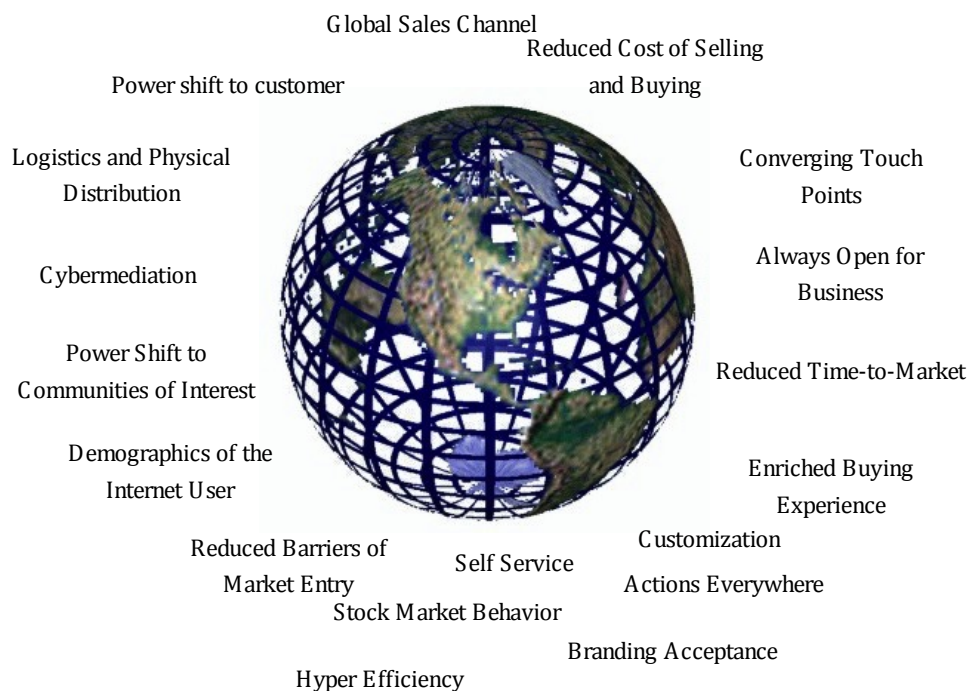 Global Sales Channel
Reduced Cost of Selling
and Buying
Power shift to customer
Logistics and Physical
Distribution
Converging Touch
Points
Cybermediation
Always Open for
Business
Power Shift to
Communities of Interest
Reduced Time-to-Market
Demographics of the
Internet User
Enriched Buying
Experience
Reduced Barriers of
Market Entry
Self Service
Customization
Actions Everywhere
Stock Market Behavior
Branding Acceptance
Hyper Efficiency